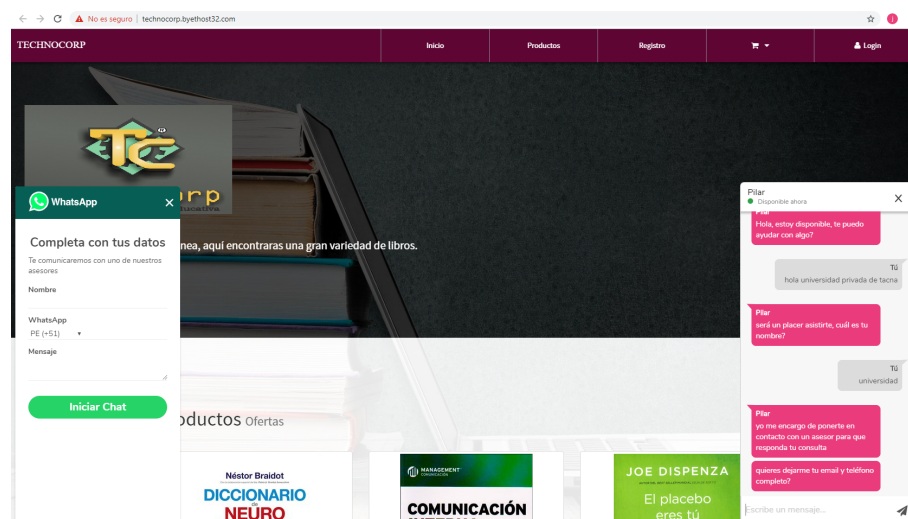 No es seguro | technocorp.byethost32.com
TECHNOCORP
Inicio
Productos
Registro
Login
TC
rp
WhatsApp
Completa con tus datos
Te comunicaremos con uno de nuestros
asesores
Nombre
WhatsApp
PE (+51)
Mensaje
Iniciar Chat
nea, aquí encontraras una gran variedad de libros.
oductos Ofertas
Néstor Braidot
DICCIONARIO
DE
NEURO
MANAGEMENT
COMUNICACIÓN
COMUNICACIÓN
JOE DISPENZA
El placebo
eres tú
Pilar
Disponible ahora
Pilar
Hola, estoy disponible, te puedo
ayudar con algo?
Tú
hola universidad privada de tacna
Pilar
será un placer asistirte, cuál es tu
nombre?
Tú
universidad
Pilar
yo me encargo de ponerte en
contacto con un asesor para que
responda tu consulta
quieres dejarme tu email y teléfono
completo?
Escribe un mensaje...